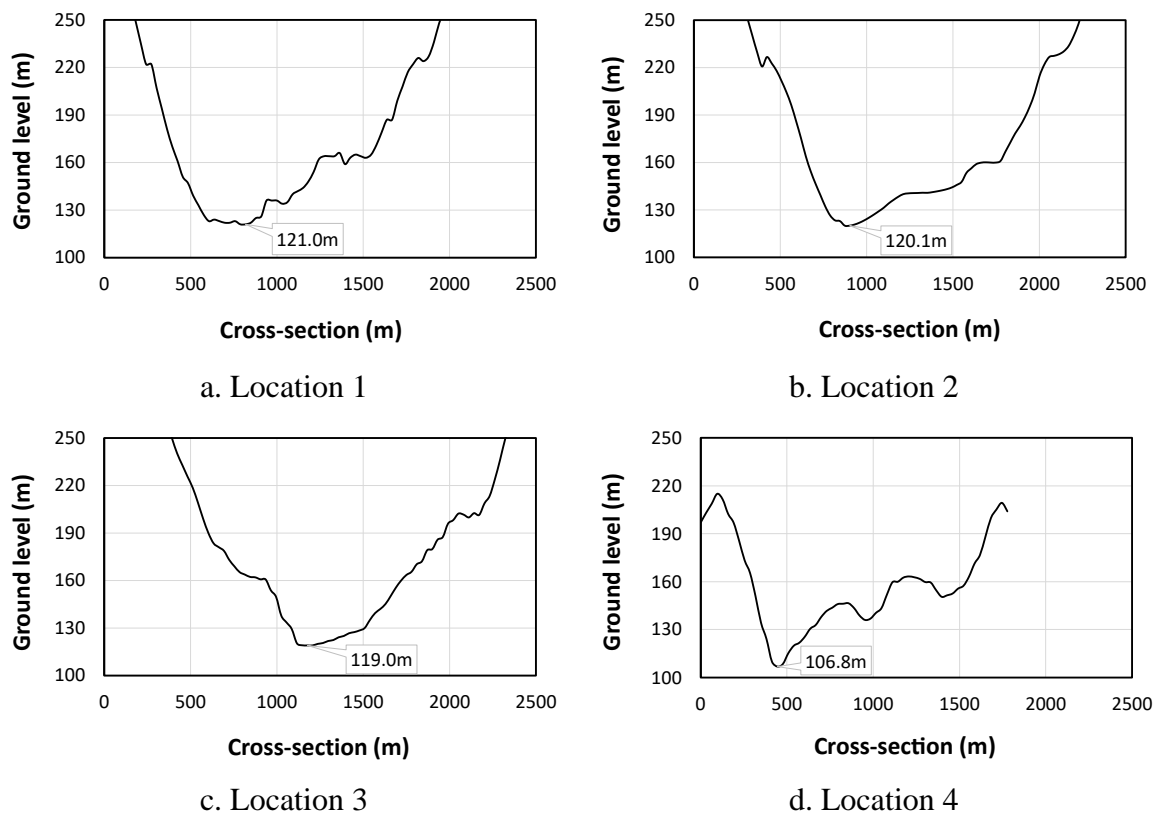 250
220
190
160
130
100
Ground level (m)
121.0m
0 500 1000 1500 2000 2500
Cross-section (m)
a. Location 1
250
220
190
160
130
100
Ground level (m)
120.1m
0 500 1000 1500 2000 2500
Cross-section (m)
b. Location 2
250
220
190
160
130
100
Ground level (m)
119.0m
0 500 1000 1500 2000 2500
Cross-section (m)
c. Location 3
250
220
190
160
130
100
Ground level (m)
106.8m
0 500 1000 1500 2000 2500
Cross-section (m)
d. Location 4